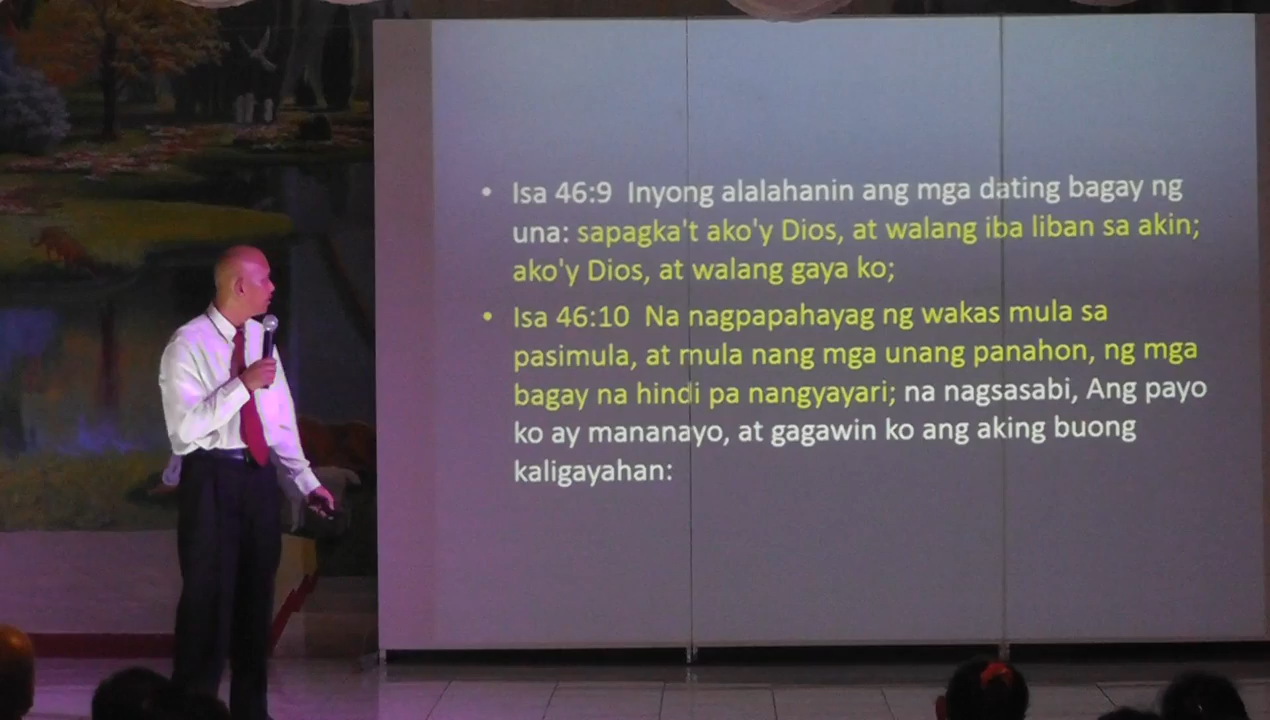 • Isa 46:9 Inyong alalahanin ang mga dating bagay ng
una: sapagka't ako'y Dios, at walang iba liban sa akin;
ako'y Dios, at walang gaya ko;
• Isa 46:10 Na nagpapahayag ng wakas mula sa
pasimula, at mula nang mga unang panahon, ng mga
bagay na hindi pa nangyayari; na nagsasabi, Ang payo
ko ay mananayo, at gagawin ko ang aking buong
kaligayahan: